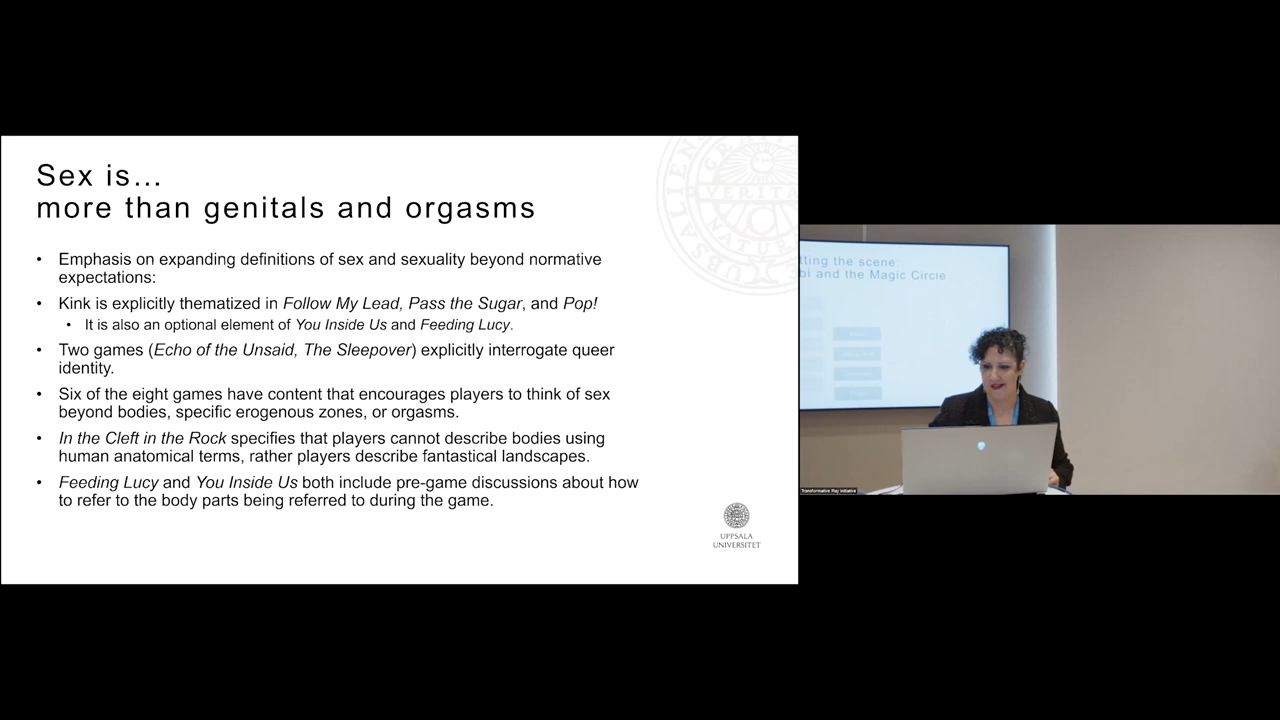 Sex is…
more than genitals and orgasms
• Emphasis on expanding definitions of sex and sexuality beyond normative
expectations:
• Kink is explicitly thematized in Follow My Lead, Pass the Sugar, and Pop!
• It is also an optional element of You Inside Us and Feeding Lucy.
• Two games (Echo of the Unsaid, The Sleepover) explicitly interrogate queer
identity.
• Six of the eight games have content that encourages players to think of sex
beyond bodies, specific erogenous zones, or orgasms.
• In the Cleft in the Rock specifies that players cannot describe bodies using
human anatomical terms, rather players describe fantastical landscapes.
• Feeding Lucy and You Inside Us both include pre-game discussions about how
to refer to the body parts being referred to during the game.
UPPSALA
UNIVERSITET
tting the scene:
bi and the Magic Circle
Transformative Play Initiative